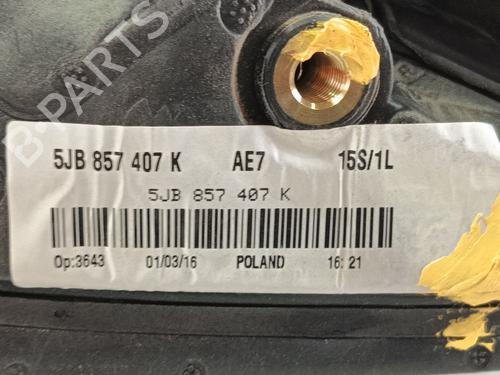 B-PARTS
5JB 857 407 K AE7 15S/1L
5JB 857 407 K
Op:3643 01/03/16 POLAND 16:21